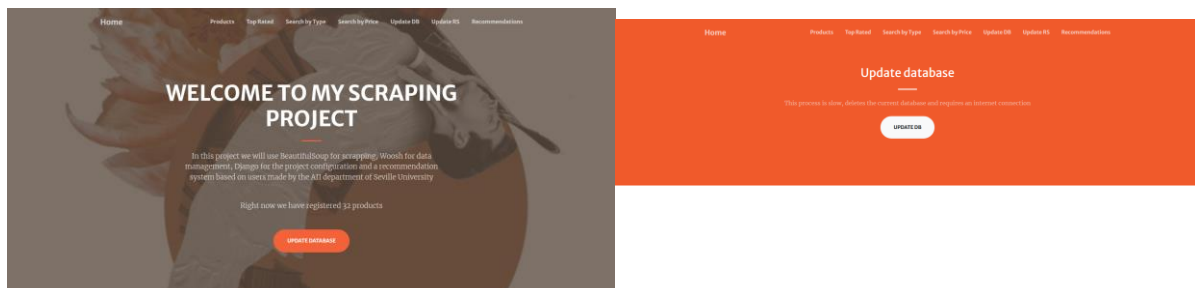 Home Products Top Rated Search by Type Search by Price Update DB Update RS Recommendations
WELCOME TO MY SCRAPING
PROJECT
In this project we will use BeautifulSoup for scrapping, Woosh for data
management, Django for the project configuration and a recommendation
system based on users made by the AII department of Seville University
Right now we have registered 32 products
UPDATE DATABASE
Home Products Top Rated Search by Type Search by Price Update DB Update RS Recommendations
Update database
This process is slow, deletes the current database and requires an internet connection
UPDATE DB